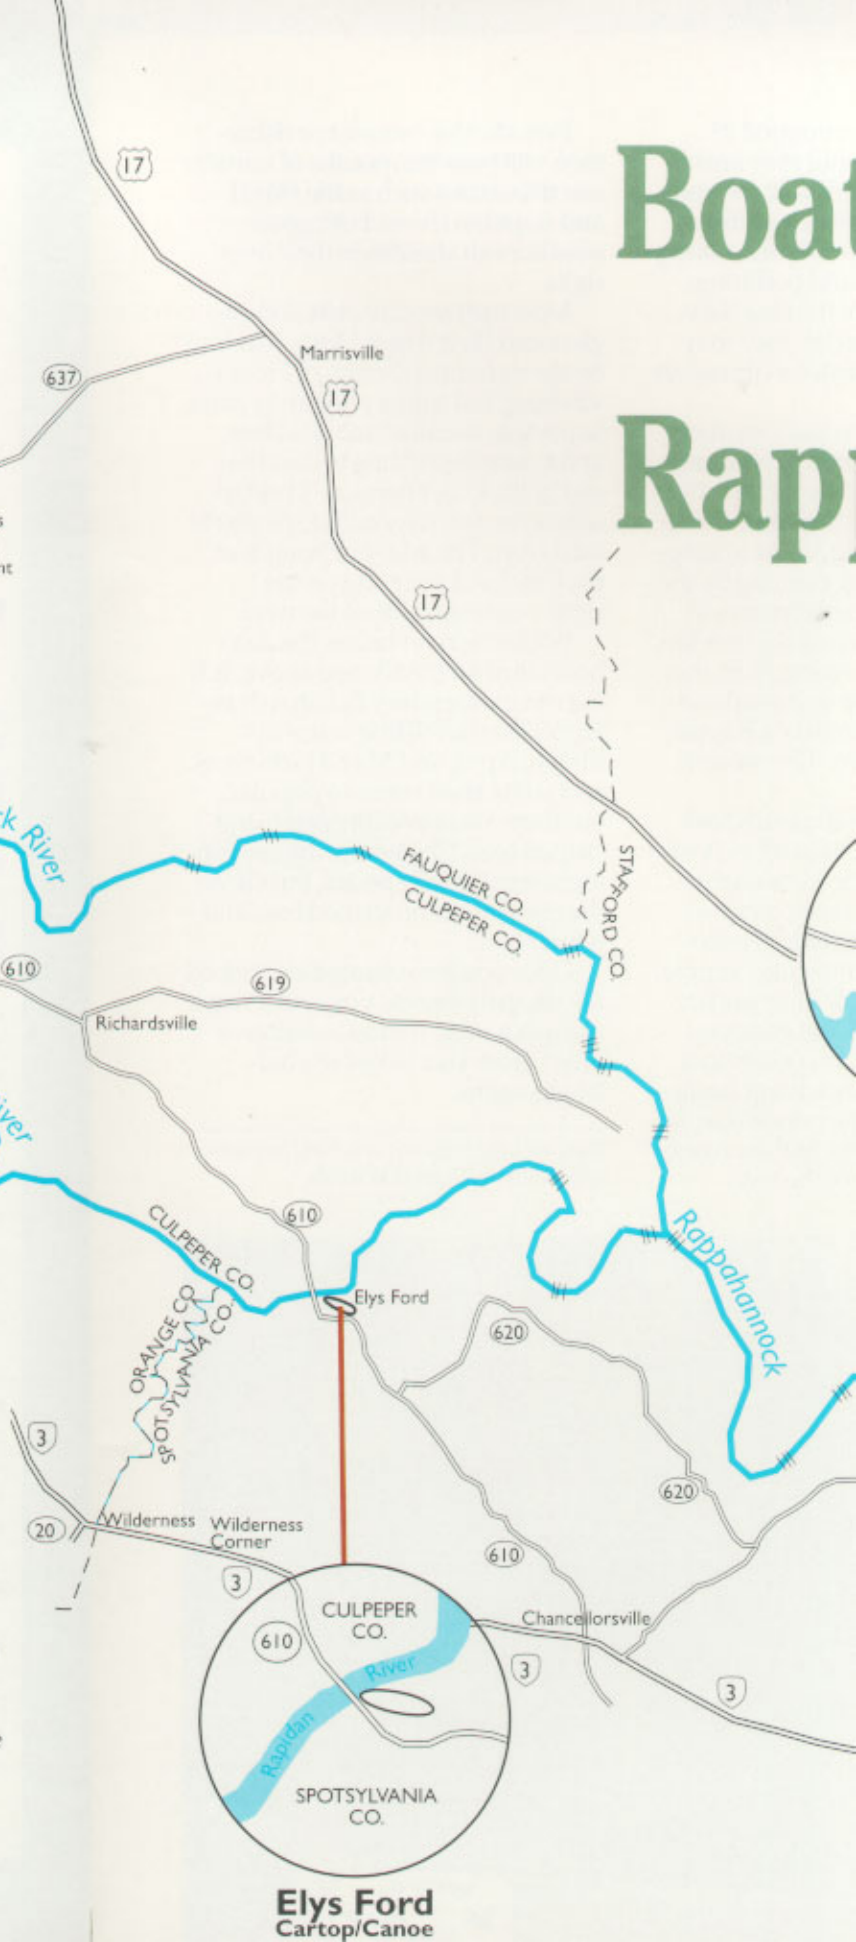 Boat
Rapp
17
Marrisville
637
17
17
ck River
FAUQUIER CO.
CULPEPER CO.
STAFFORD CO.
610
619
Richardsville
iver
CULPEPER CO.
610
Rappahannock
ORANGE CO.
SPOTSYLVANIA CO.
Elys Ford
620
3
620
20
Wilderness
Wilderness
Corner
610
3
CULPEPER
CO.
Chancellorsville
610
River
3
3
Rapidan
SPOTSYLVANIA
CO.
Elys Ford
Cartop/Canoe